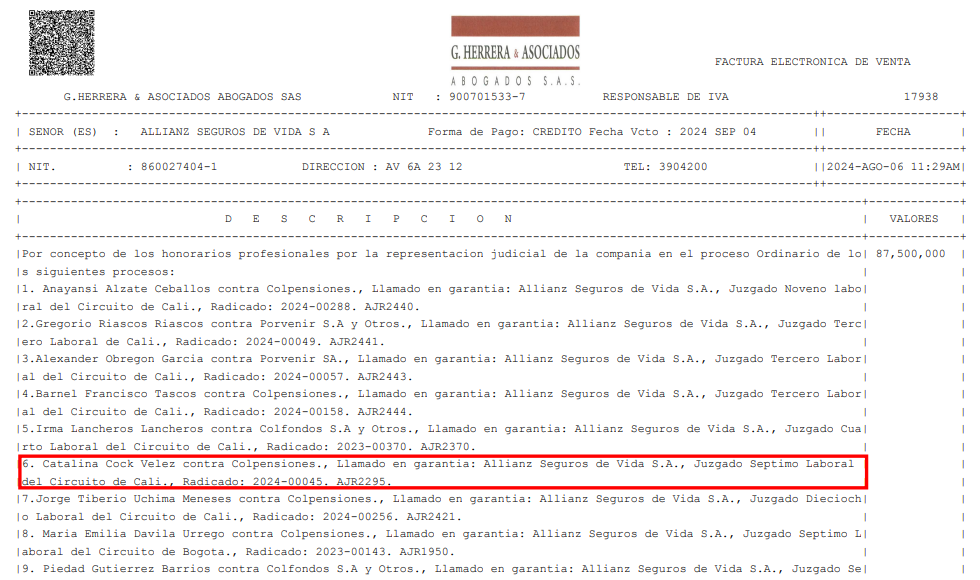 G. HERRERA & ASOCIADOS
ABOGADOS S.A.S.
FACTURA ELECTRONICA DE VENTA
G.HERRERA & ASOCIADOS ABOGADOS SAS NIT : 900701533-7 RESPONSABLE DE IVA 17938
SENOR (ES) : ALLIANZ SEGUROS DE VIDA S A Forma de Pago: CREDITO Fecha Vcto : 2024 SEP 04 || FECHA
NIT. : 860027404-1 DIRECCION : AV 6A 23 12 TEL: 3904200 ||2024-AGO-06 11:29AM|
D E S C R I P C I O N | VALORES |
|Por concepto de los honorarios profesionales por la representacion judicial de la compania en el proceso Ordinario de lo| 87,500,000 |
|s siguientes procesos:
|1. Anayansi Alzate Ceballos contra Colpensiones., Llamado en garantia: Allianz Seguros de Vida S.A., Juzgado Noveno labo|
|ral del Circuito de Cali., Radicado: 2024-00288. AJR2440.
|2.Gregorio Riascos Riascos contra Porvenir S.A y Otros., Llamado en garantia: Allianz Seguros de Vida S.A., Juzgado Terc|
|ero Laboral de Cali., Radicado: 2024-00049. AJR2441.
|3.Alexander Obregon Garcia contra Porvenir SA., Llamado en garantia: Allianz Seguros de Vida S.A., Juzgado Tercero Labor|
|al del Circuito de Cali., Radicado: 2024-00057. AJR2443.
|4.Barnel Francisco Tascos contra Colpensiones., Llamado en garantia: Allianz Seguros de Vida S.A., Juzgado Tercero Labor|
|al del Circuito de Cali., Radicado: 2024-00158. AJR2444.
|5.Irma Lancheros Lancheros contra Colfondos S.A y Otros., Llamado en garantia: Allianz Seguros de Vida S.A., Juzgado Cua|
|rto Laboral del Circuito de Cali., Radicado: 2023-00370. AJR2370.
|6. Catalina Cock Velez contra Colpensiones., Llamado en garantia: Allianz Seguros de Vida S.A., Juzgado Septimo Laboral
|del Circuito de Cali., Radicado: 2024-00045. AJR2295.
|7.Jorge Tiberio Uchima Meneses contra Colpensiones., Llamado en garantia: Allianz Seguros de Vida S.A., Juzgado Diecioch|
|o Laboral del Circuito de Cali., Radicado: 2024-00256. AJR2421.
|8. Maria Emilia Davila Urrego contra Colpensiones., Llamado en garantia: Allianz Seguros de Vida S.A., Juzgado Septimo L|
|aboral del Circuito de Bogota., Radicado: 2023-00143. AJR1950.
|9. Piedad Gutierrez Barrios contra Colfondos S.A y Otros., Llamado en garantia: Allianz Seguros de Vida S.A., Juzgado Se|